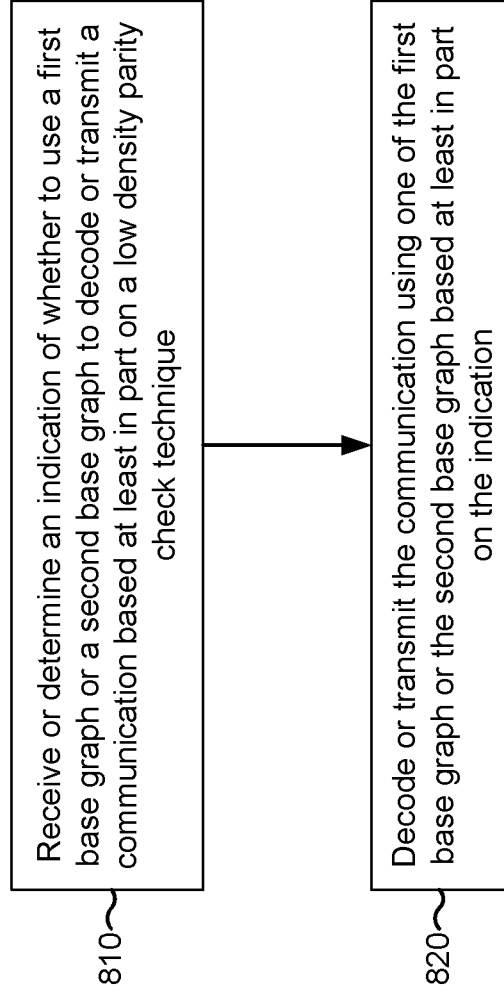 810
Receive or determine an indication of whether to use a first
base graph or a second base graph to decode or transmit a
communication based at least in part on a low density parity
check technique
820
Decode or transmit the communication using one of the first
base graph or the second base graph based at least in part
on the indication